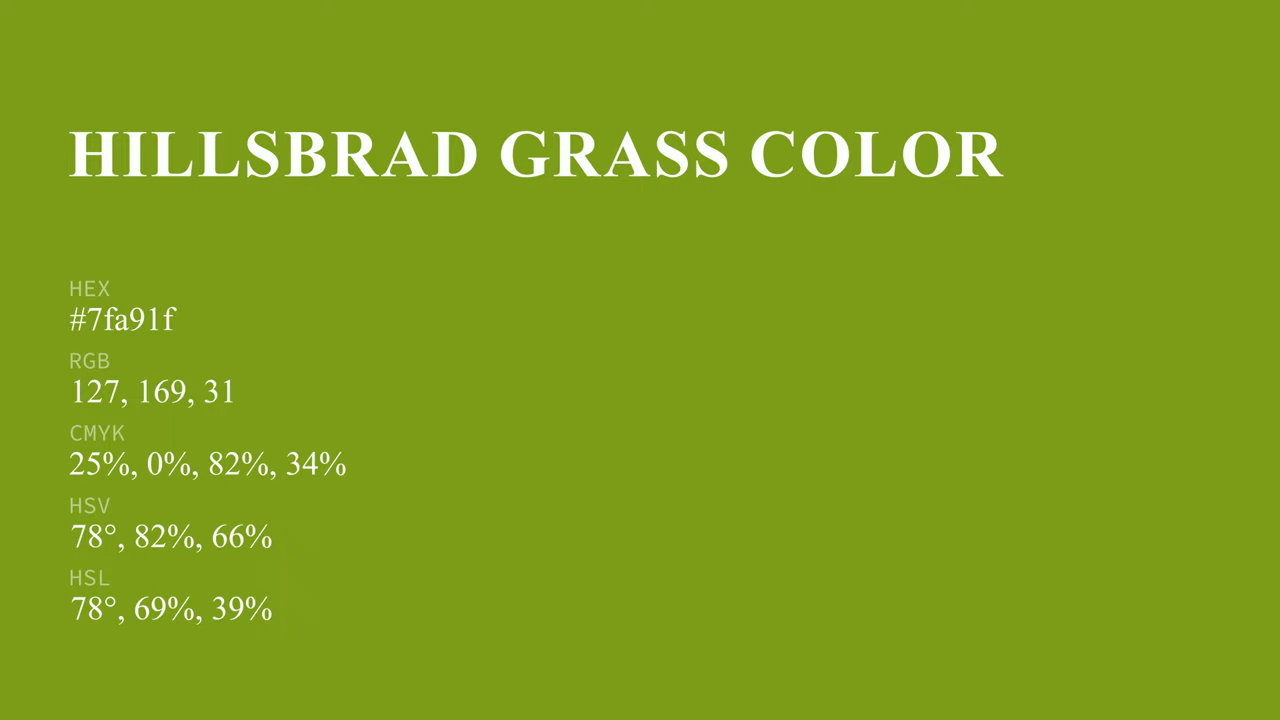 HILLSBRAD GRASS COLOR
HEX
#7fa91f
RGB
127, 169, 31
CMYK
25%, 0%, 82%, 34%
HSV
78°, 82%, 66%
HSL
78°, 69%, 39%